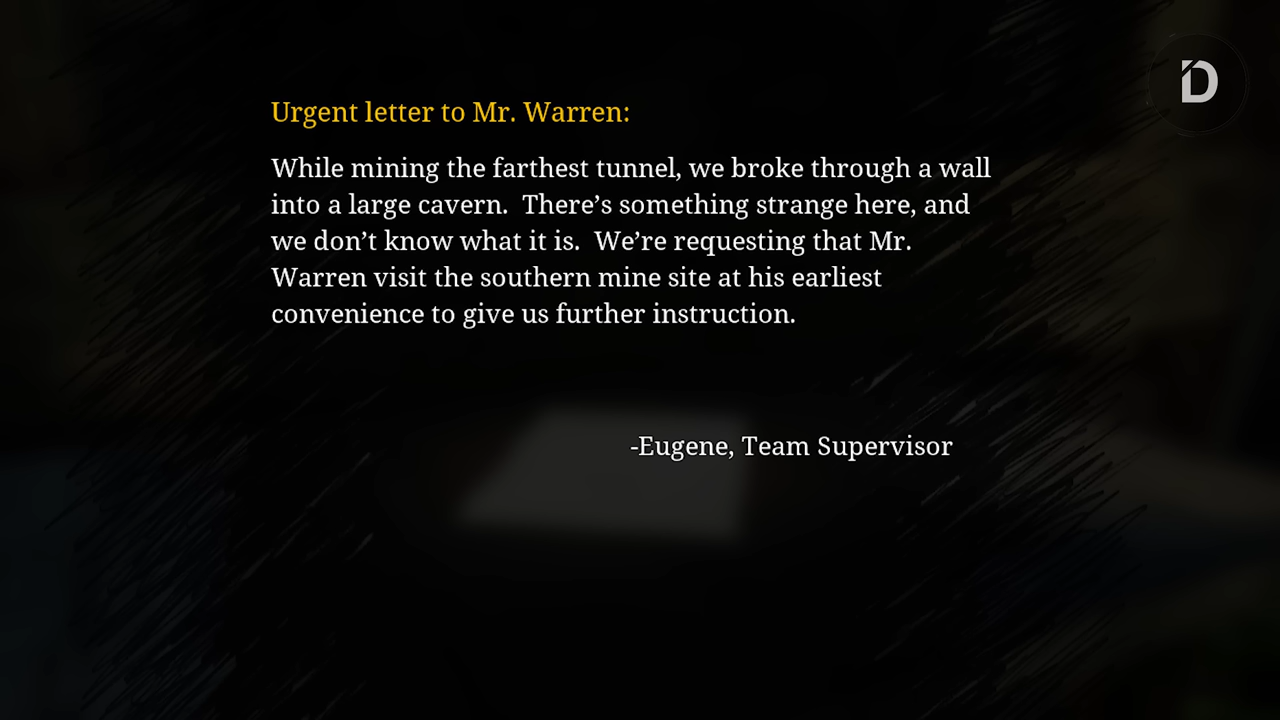 D
Urgent letter to Mr. Warren:
While mining the farthest tunnel, we broke through a wall
into a large cavern.  There’s something strange here, and
we don’t know what it is.  We’re requesting that Mr.
Warren visit the southern mine site at his earliest
convenience to give us further instruction.
-Eugene, Team Supervisor